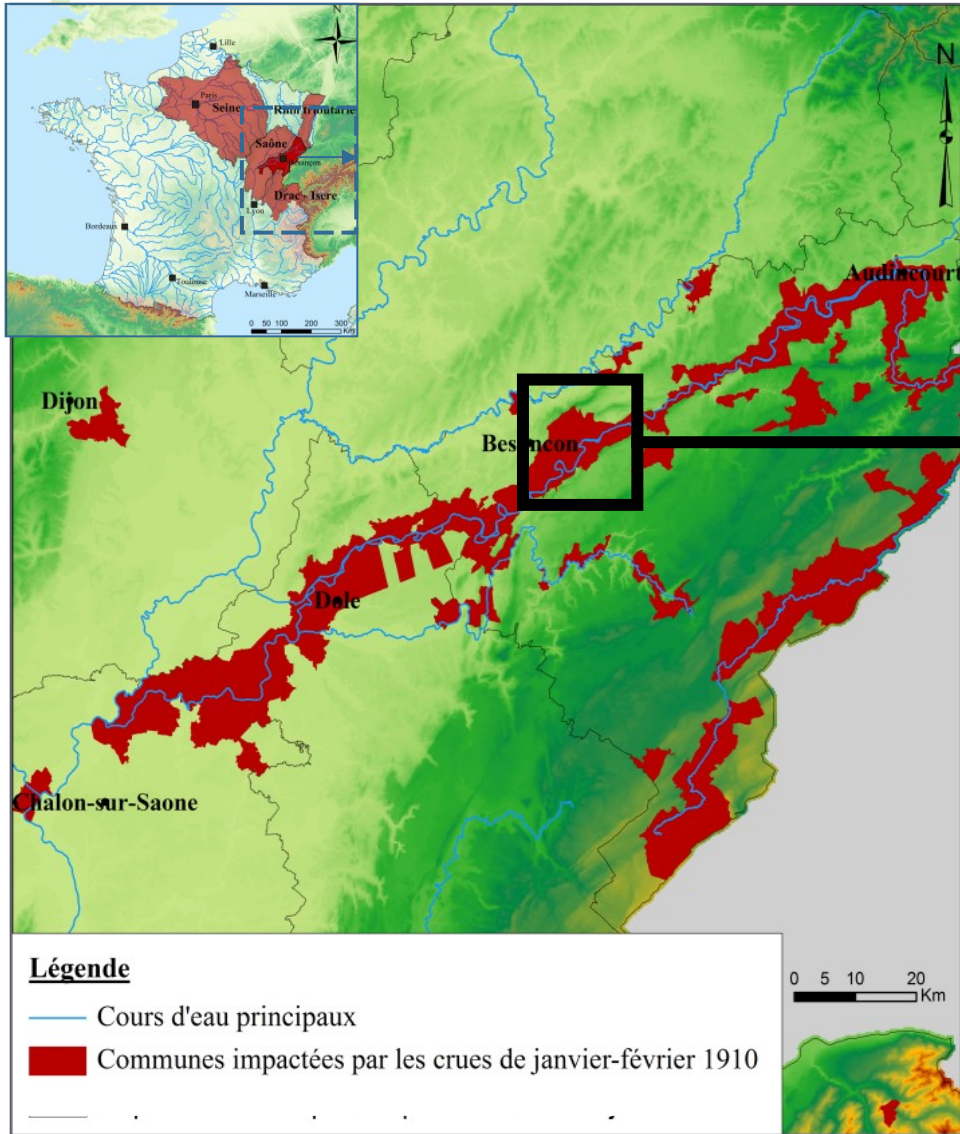 N
Lille
Paris
Seine
Rhin tributarie
Saône
Besançon
Drac - Isere
Lyon
Bordeaux
Toulouse
Marseille
0 50 100 200 300
Km
N
Audincourt
Dijon
Besancon
Dole
Chalon-sur-Saone
Légende
Cours d'eau principaux
Communes impactées par les crues de janvier-février 1910
0 5 10 20
Km